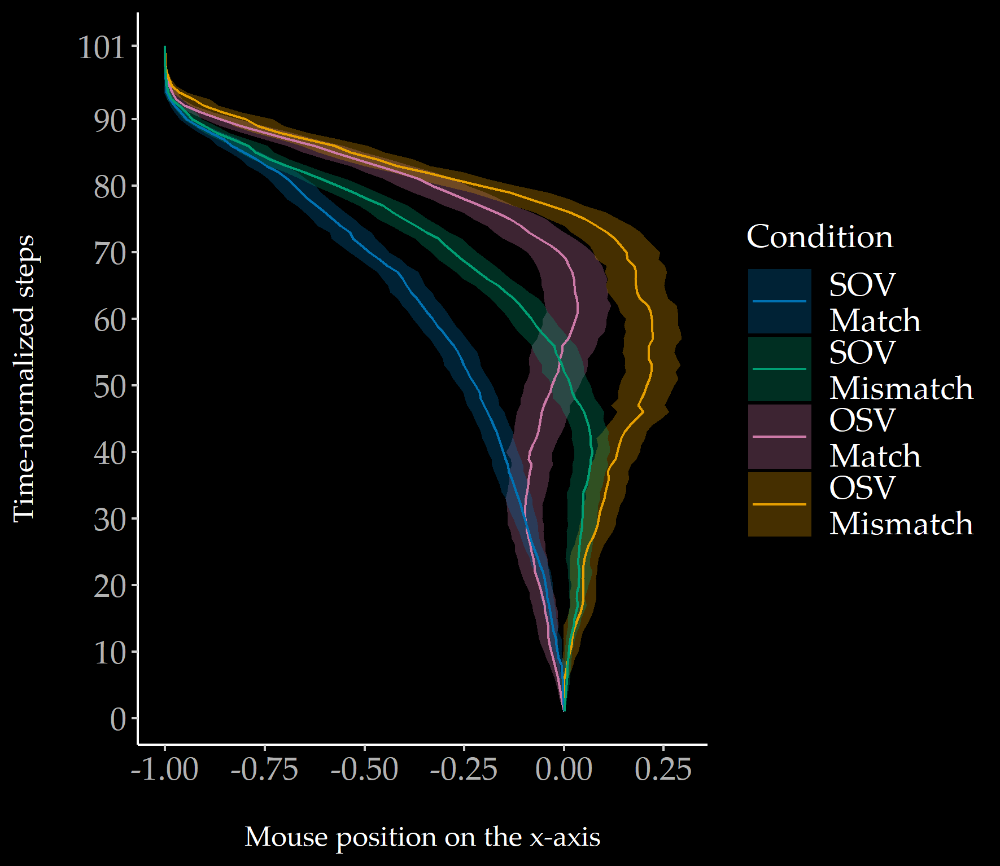 101
90
80
70
60
50
40
30
20
10
0
Time-normalized steps
-1.00 -0.75 -0.50 -0.25 0.00 0.25
Mouse position on the x-axis
Condition
SOV
Match
SOV
Mismatch
OSV
Match
OSV
Mismatch